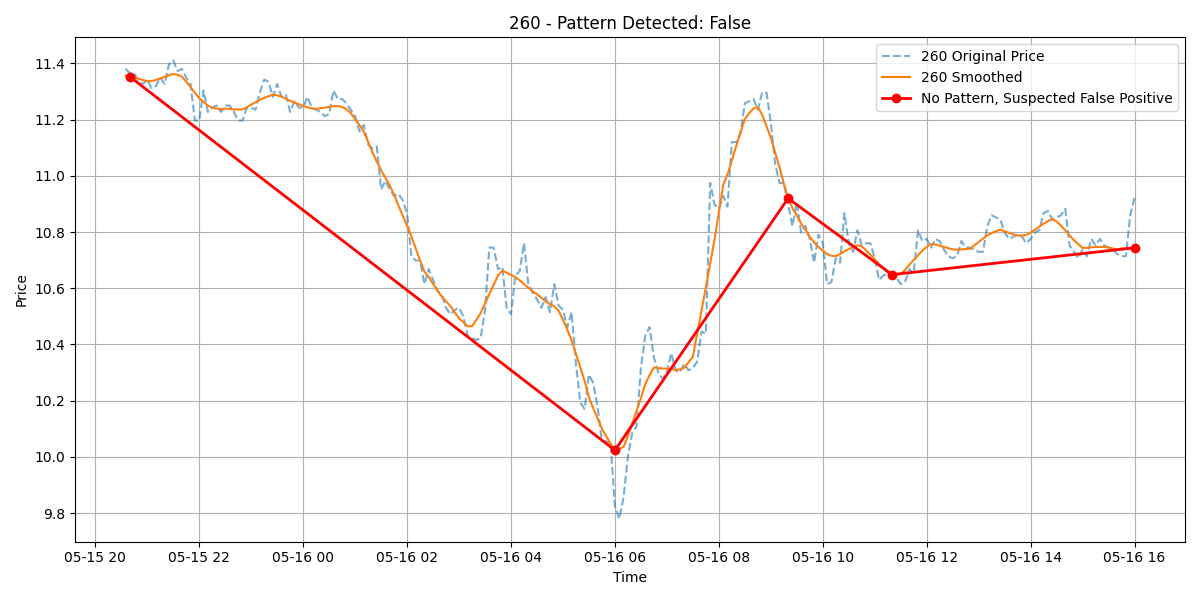 260 - Pattern Detected: False
260 Original Price
260 Smoothed
No Pattern, Suspected False Positive
Price
11.4
11.2
11.0
10.8
10.6
10.4
10.2
10.0
9.8
05-15 20 05-15 22 05-16 00 05-16 02 05-16 04 05-16 06 05-16 08 05-16 10 05-16 12 05-16 14 05-16 16
Time